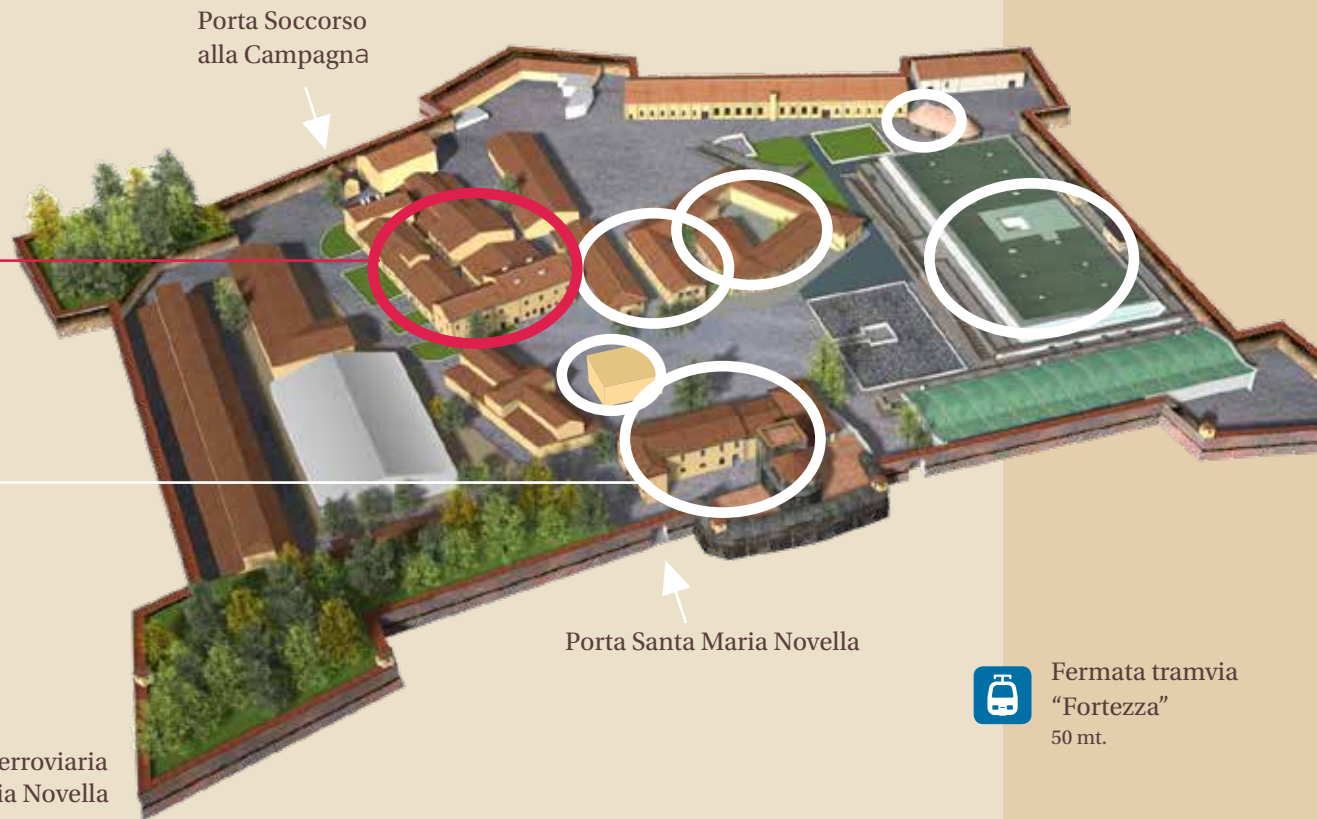 Porta Soccorso
alla Campagna
Porta Santa Maria Novella
Fermata tramvia
“Fortezza”
50 mt.
erroviaria
ia Novella